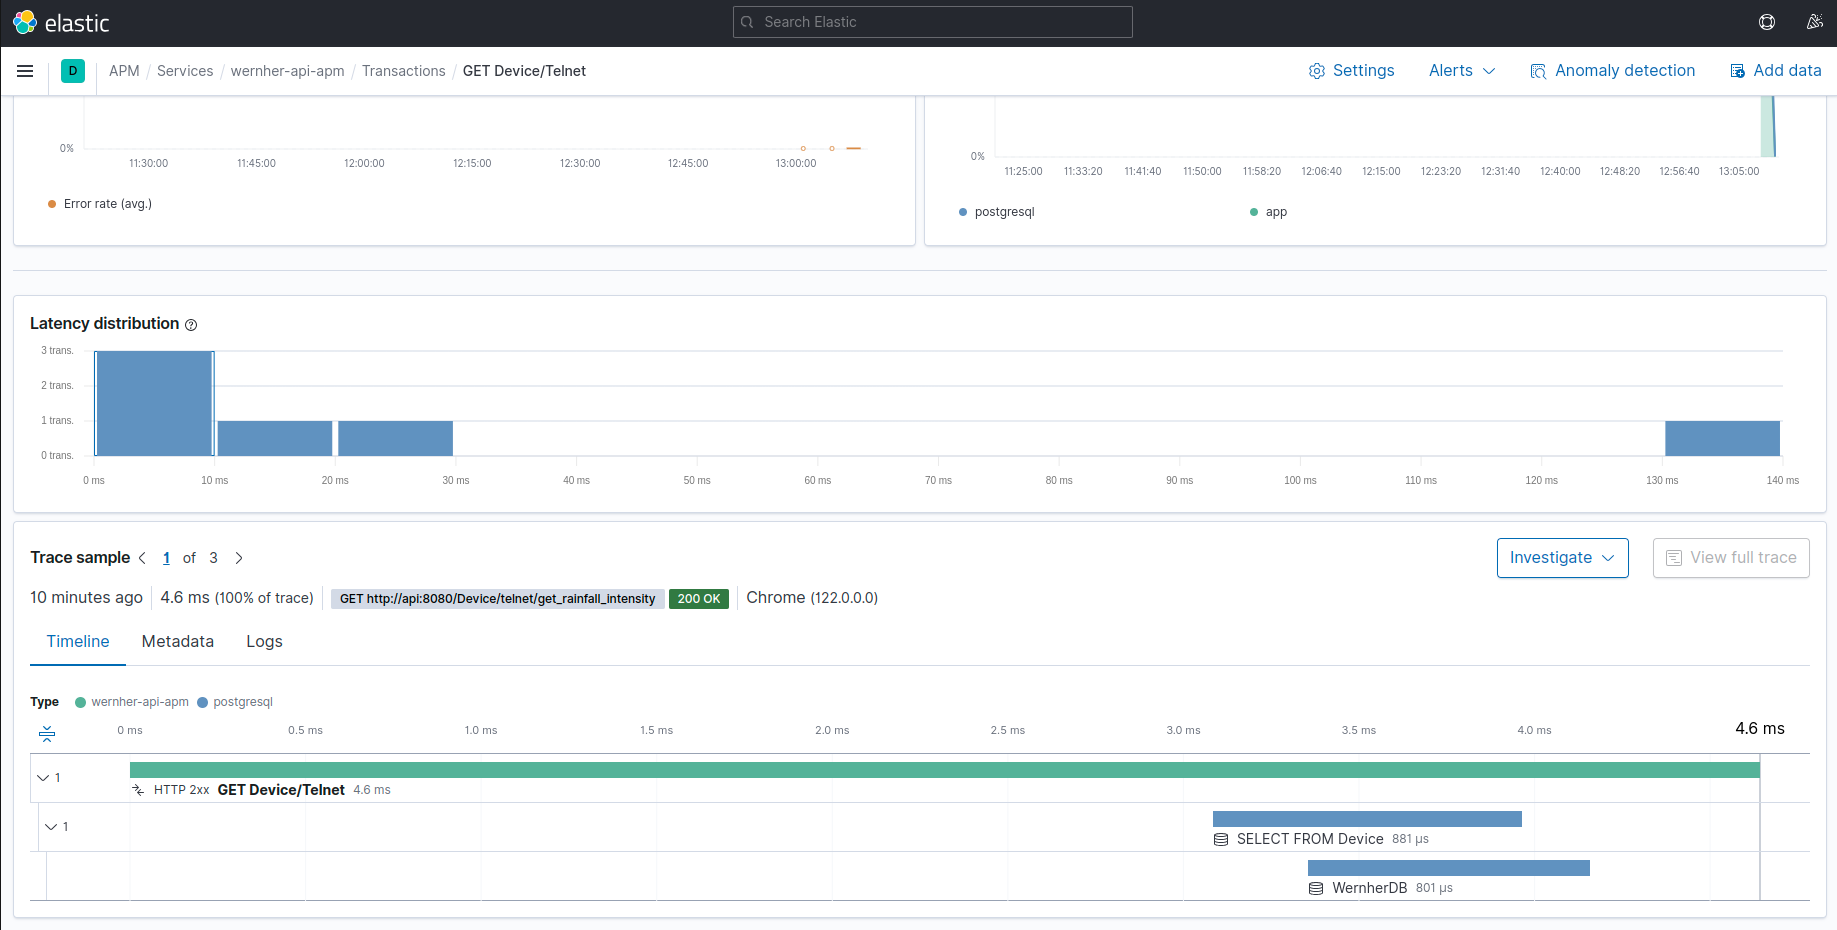 elastic
Search Elastic
D
APM / Services / wernher-api-apm / Transactions / GET Device/Telnet
Settings
Alerts
Anomaly detection
Add data
0%
11:30:00 11:45:00 12:00:00 12:15:00 12:30:00 12:45:00 13:00:00
Error rate (avg.)
0%
11:25:00 11:33:20 11:41:40 11:50:00 11:58:20 12:06:40 12:15:00 12:23:20 12:31:40 12:40:00 12:48:20 12:56:40 13:05:00
postgresql
app
Latency distribution
3 trans.
2 trans.
1 trans.
0 trans.
0 ms 10 ms 20 ms 30 ms 40 ms 50 ms 60 ms 70 ms 80 ms 90 ms 100 ms 110 ms 120 ms 130 ms 140 ms
Trace sample 1 of 3
Investigate
View full trace
10 minutes ago 4.6 ms (100% of trace) GET http://api:8080/Device/telnet/get_rainfall_intensity 200 OK Chrome (122.0.0.0)
Timeline Metadata Logs
Type wernher-api-apm postgresql
0 ms 0.5 ms 1.0 ms 1.5 ms 2.0 ms 2.5 ms 3.0 ms 3.5 ms 4.0 ms 4.6 ms
1
HTTP 2xx GET Device/Telnet 4.6 ms
1
SELECT FROM Device 881 μs
WernherDB 801 μs